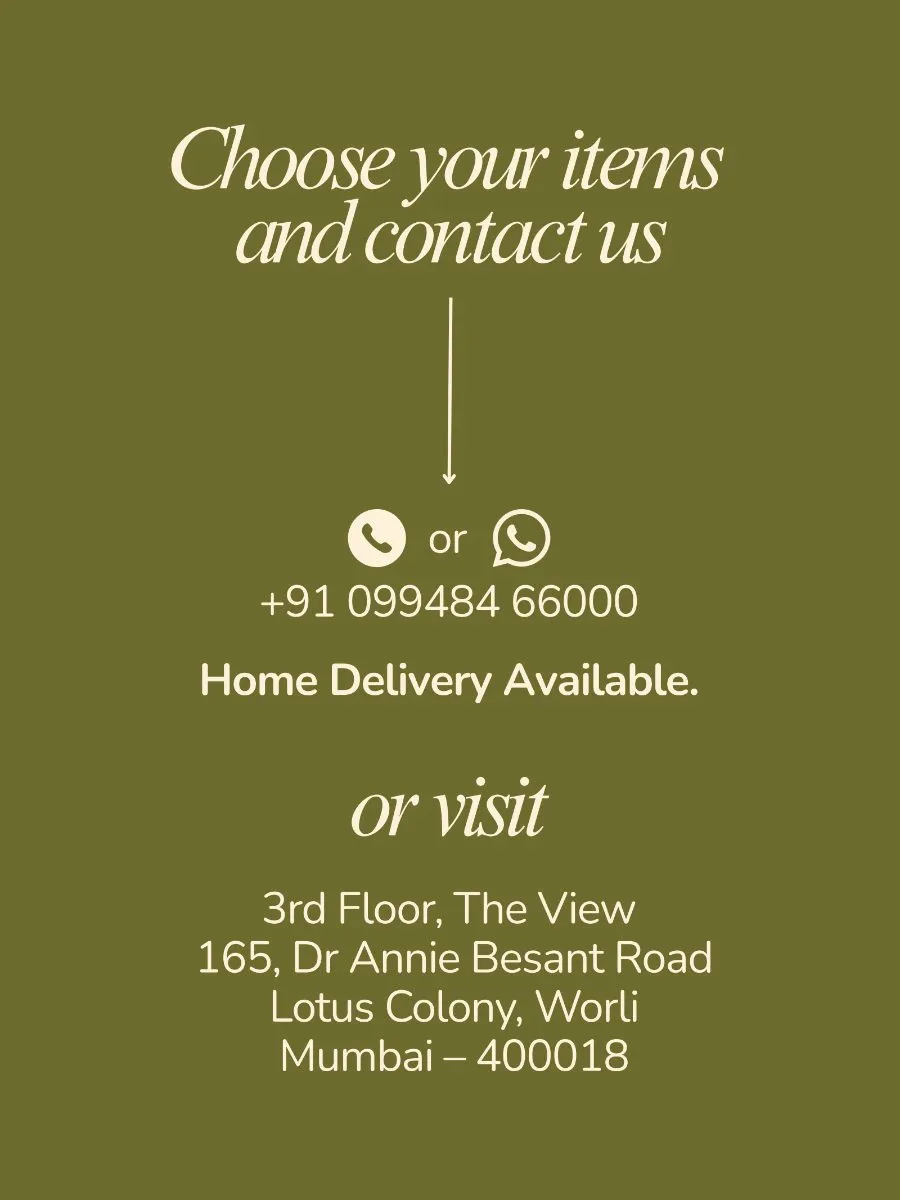 Choose your items
and contact us
or
+91 099484 66000
Home Delivery Available.
or visit
3rd Floor, The View
165, Dr Annie Besant Road
Lotus Colony, Worli
Mumbai – 400018